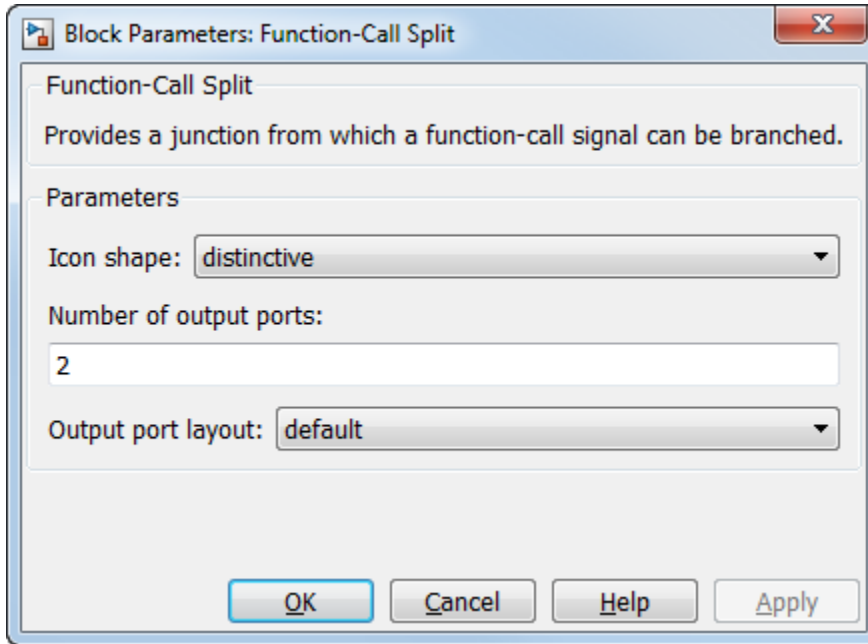 Block Parameters: Function-Call Split
Function-Call Split
Provides a junction from which a function-call signal can be branched.
Parameters
Icon shape: distinctive
Number of output ports:
2
Output port layout: default
OK Cancel Help Apply